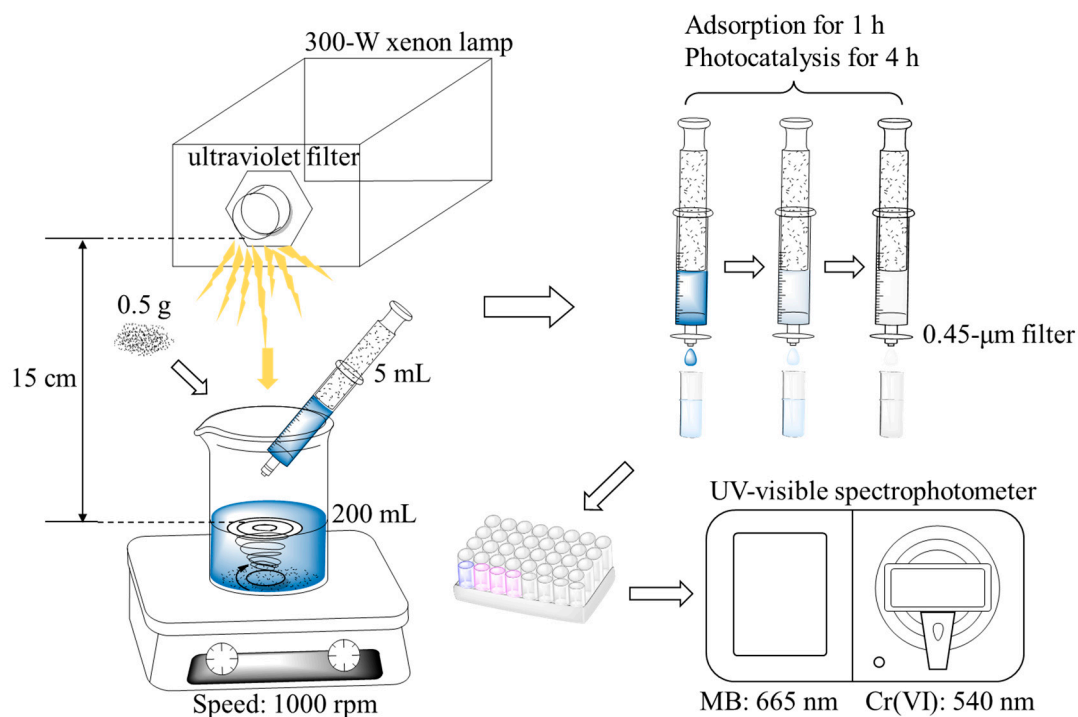 300-W xenon lamp
ultraviolet filter
0.5 g
15 cm
5 mL
200 mL
Speed: 1000 rpm
Adsorption for 1 h
Photocatalysis for 4 h
0.45-μm filter
UV-visible spectrophotometer
MB: 665 nm
Cr(VI): 540 nm